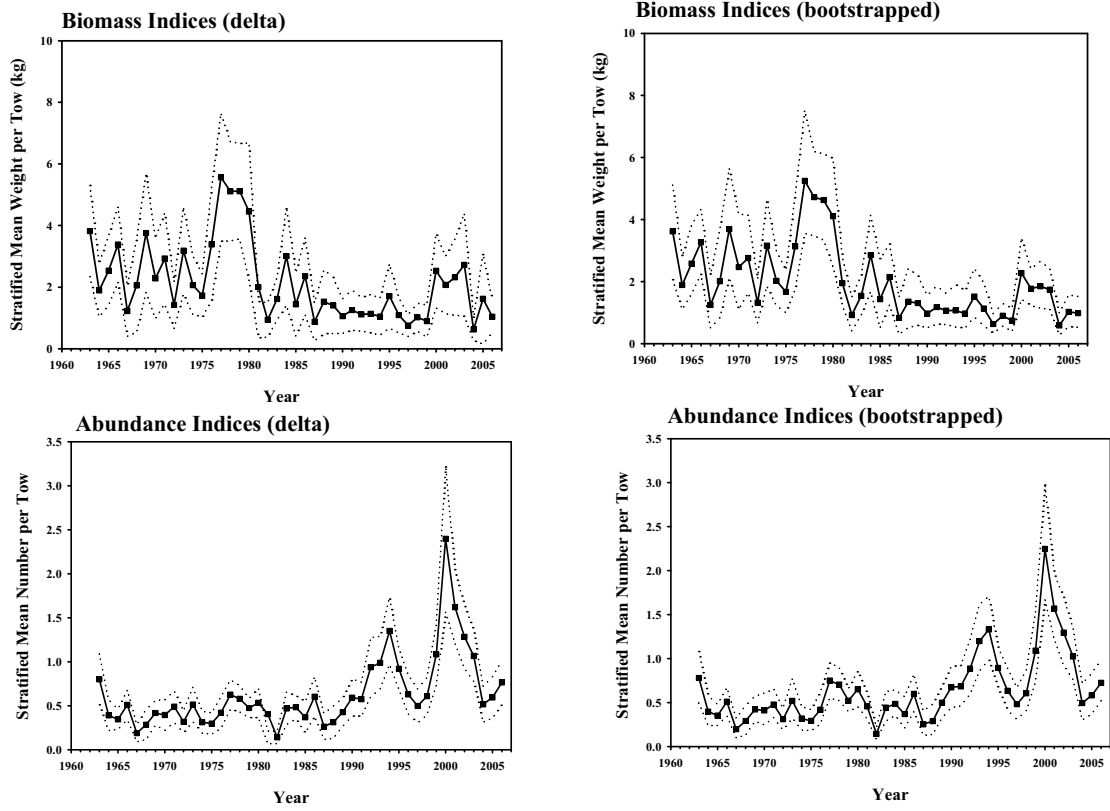 Biomass Indices (delta)
Stratified Mean Weight per Tow (kg)
10
8
6
4
2
0
1960 1965 1970 1975 1980 1985 1990 1995 2000 2005
Year
Biomass Indices (bootstrapped)
Stratified Mean Weight per Tow (kg)
10
8
6
4
2
0
1960 1965 1970 1975 1980 1985 1990 1995 2000 2005
Year
Abundance Indices (delta)
Stratified Mean Number per Tow
3.5
3.0
2.5
2.0
1.5
1.0
0.5
0.0
1960 1965 1970 1975 1980 1985 1990 1995 2000 2005
Year
Abundance Indices (bootstrapped)
Stratified Mean Number per Tow
3.5
3.0
2.5
2.0
1.5
1.0
0.5
0.0
1960 1965 1970 1975 1980 1985 1990 1995 2000 2005
Year